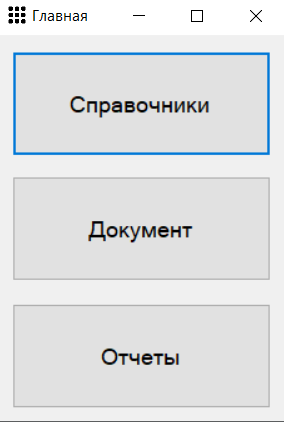 Главная
Справочники
Документ
Отчеты